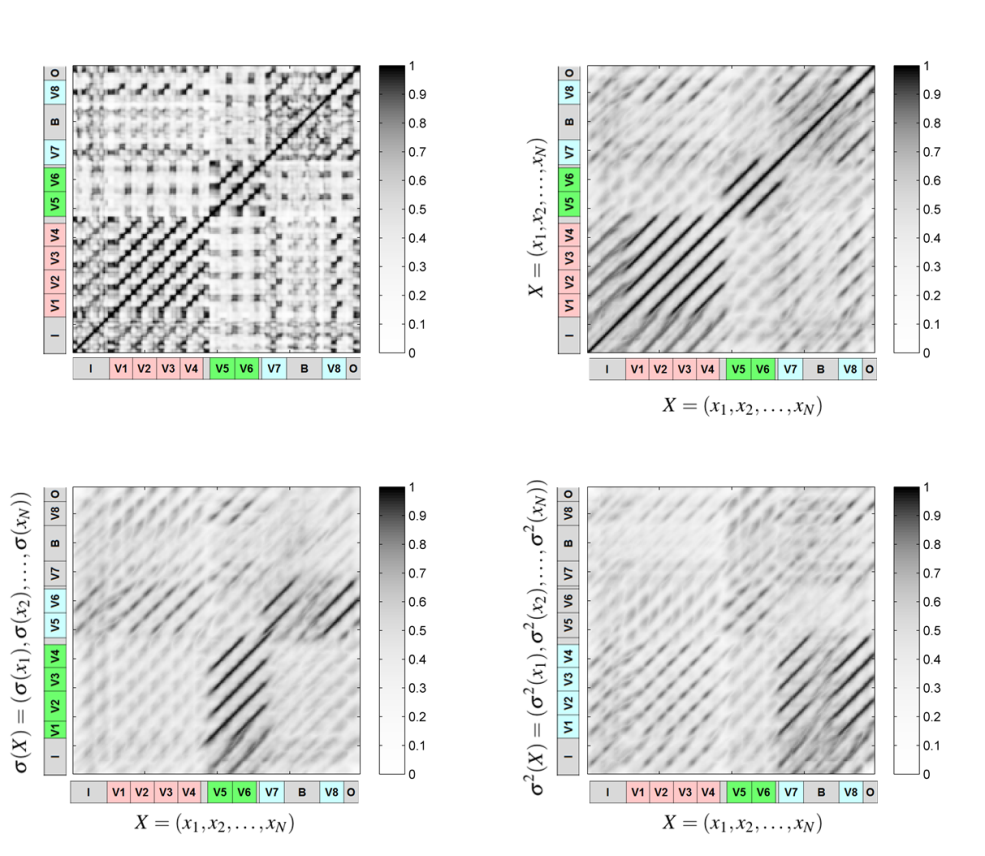 1
0.9
0.8
0.7
0.6
0.5
0.4
0.3
0.2
0.1
0
O
V8
B
V7
V6
V5
V4
V3
V2
V1
I
I V1 V2 V3 V4 V5 V6 V7 B V8 O
X = (x₁, x₂, . . . , x_N)
O
V8
B
V7
V6
V5
V4
V3
V2
V1
I
1
0.9
0.8
0.7
0.6
0.5
0.4
0.3
0.2
0.1
0
I V1 V2 V3 V4 V5 V6 V7 B V8 O
X = (x₁, x₂, . . . , x_N)
σ(X) = (σ(x₁), σ(x₂), . . . , σ(x_N))
O
V8
B
V7
V6
V5
V4
V3
V2
V1
I
1
0.9
0.8
0.7
0.6
0.5
0.4
0.3
0.2
0.1
0
I V1 V2 V3 V4 V5 V6 V7 B V8 O
X = (x₁, x₂, . . . , x_N)
σ²(X) = (σ²(x₁), σ²(x₂), . . . , σ²(x_N))
O
V8
B
V7
V6
V5
V4
V3
V2
V1
I
1
0.9
0.8
0.7
0.6
0.5
0.4
0.3
0.2
0.1
0
I V1 V2 V3 V4 V5 V6 V7 B V8 O
X = (x₁, x₂, . . . , x_N)